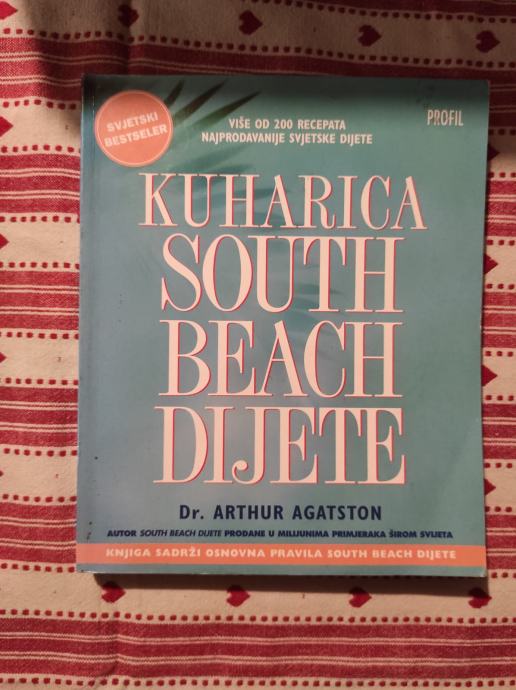 SVJETSKI
BESTSELER
VIŠE OD 200 RECEPATA
NAJPRODAVANIJE SVJETSKE DIJETE
PROFIL
KUHARICA
SOUTH
BEACH
DIJETE
Dr. ARTHUR AGATSTON
AUTOR SOUTH BEACH DIJETE PRODANE U MILIJUNIMA PRIMJERAKA ŠIROM SVIJETA
KNJIGA SADRŽI OSNOVNA PRAVILA SOUTH BEACH DIJETE